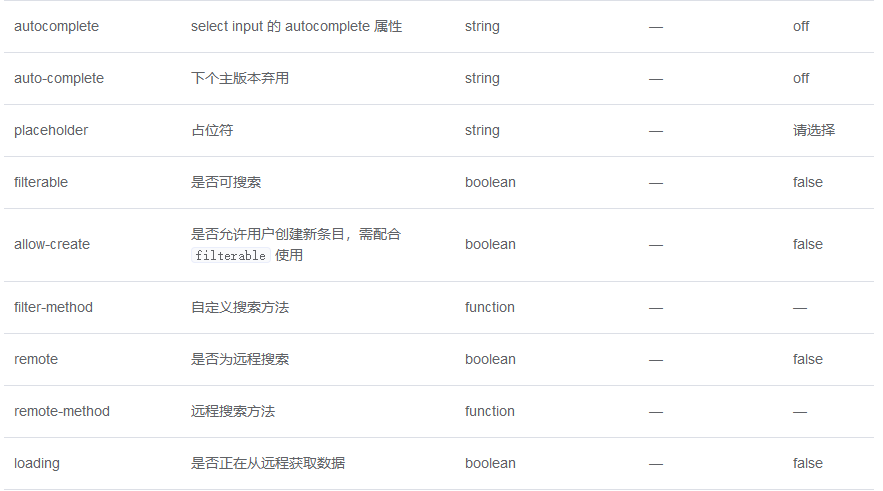 autocomplete select input 的 autocomplete 属性 string — off
auto-complete 下个主版本弃用 string — off
placeholder 占位符 string — 请选择
filterable 是否可搜索 boolean — false
allow-create 是否允许用户创建新条目，需配合 boolean — false
filterable 使用
filter-method 自定义搜索方法 function — —
remote 是否为远程搜索 boolean — false
remote-method 远程搜索方法 function — —
loading 是否正在从远程获取数据 boolean — false